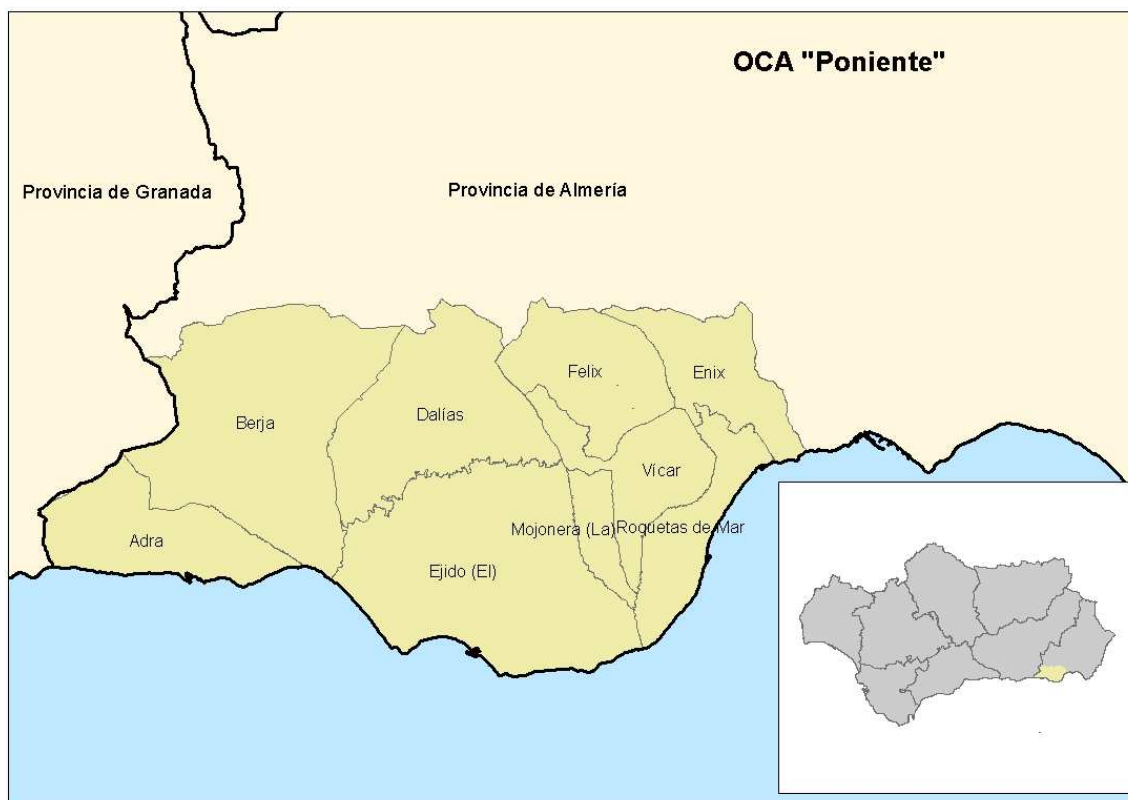 OCA "Poniente"
Provincia de Granada
Provincia de Almería
Felix
Enix
Berja
Dalías
Vícar
Adra
Mojonera (La)
Roquetas de Mar
Ejido (El)